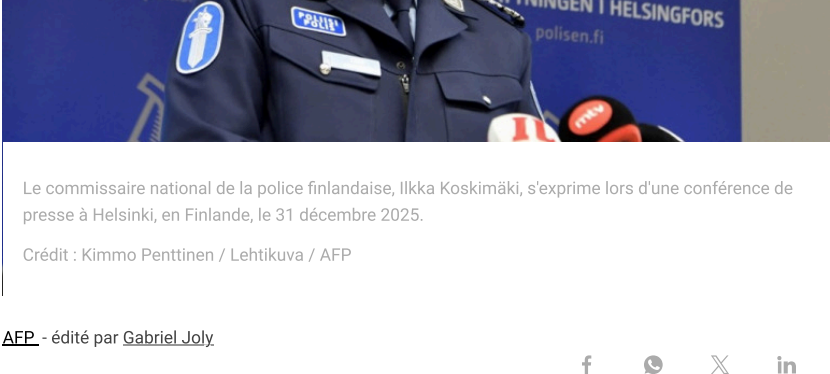 NINGEN I HELSINGFORS
polisen.fi
POLIISI
POLIS
IL
mtv
Le commissaire national de la police finlandaise, Ilkka Koskimäki, s'exprime lors d'une conférence de
presse à Helsinki, en Finlande, le 31 décembre 2025.
Crédit : Kimmo Penttinen / Lehtikuva / AFP
AFP - édité par Gabriel Joly